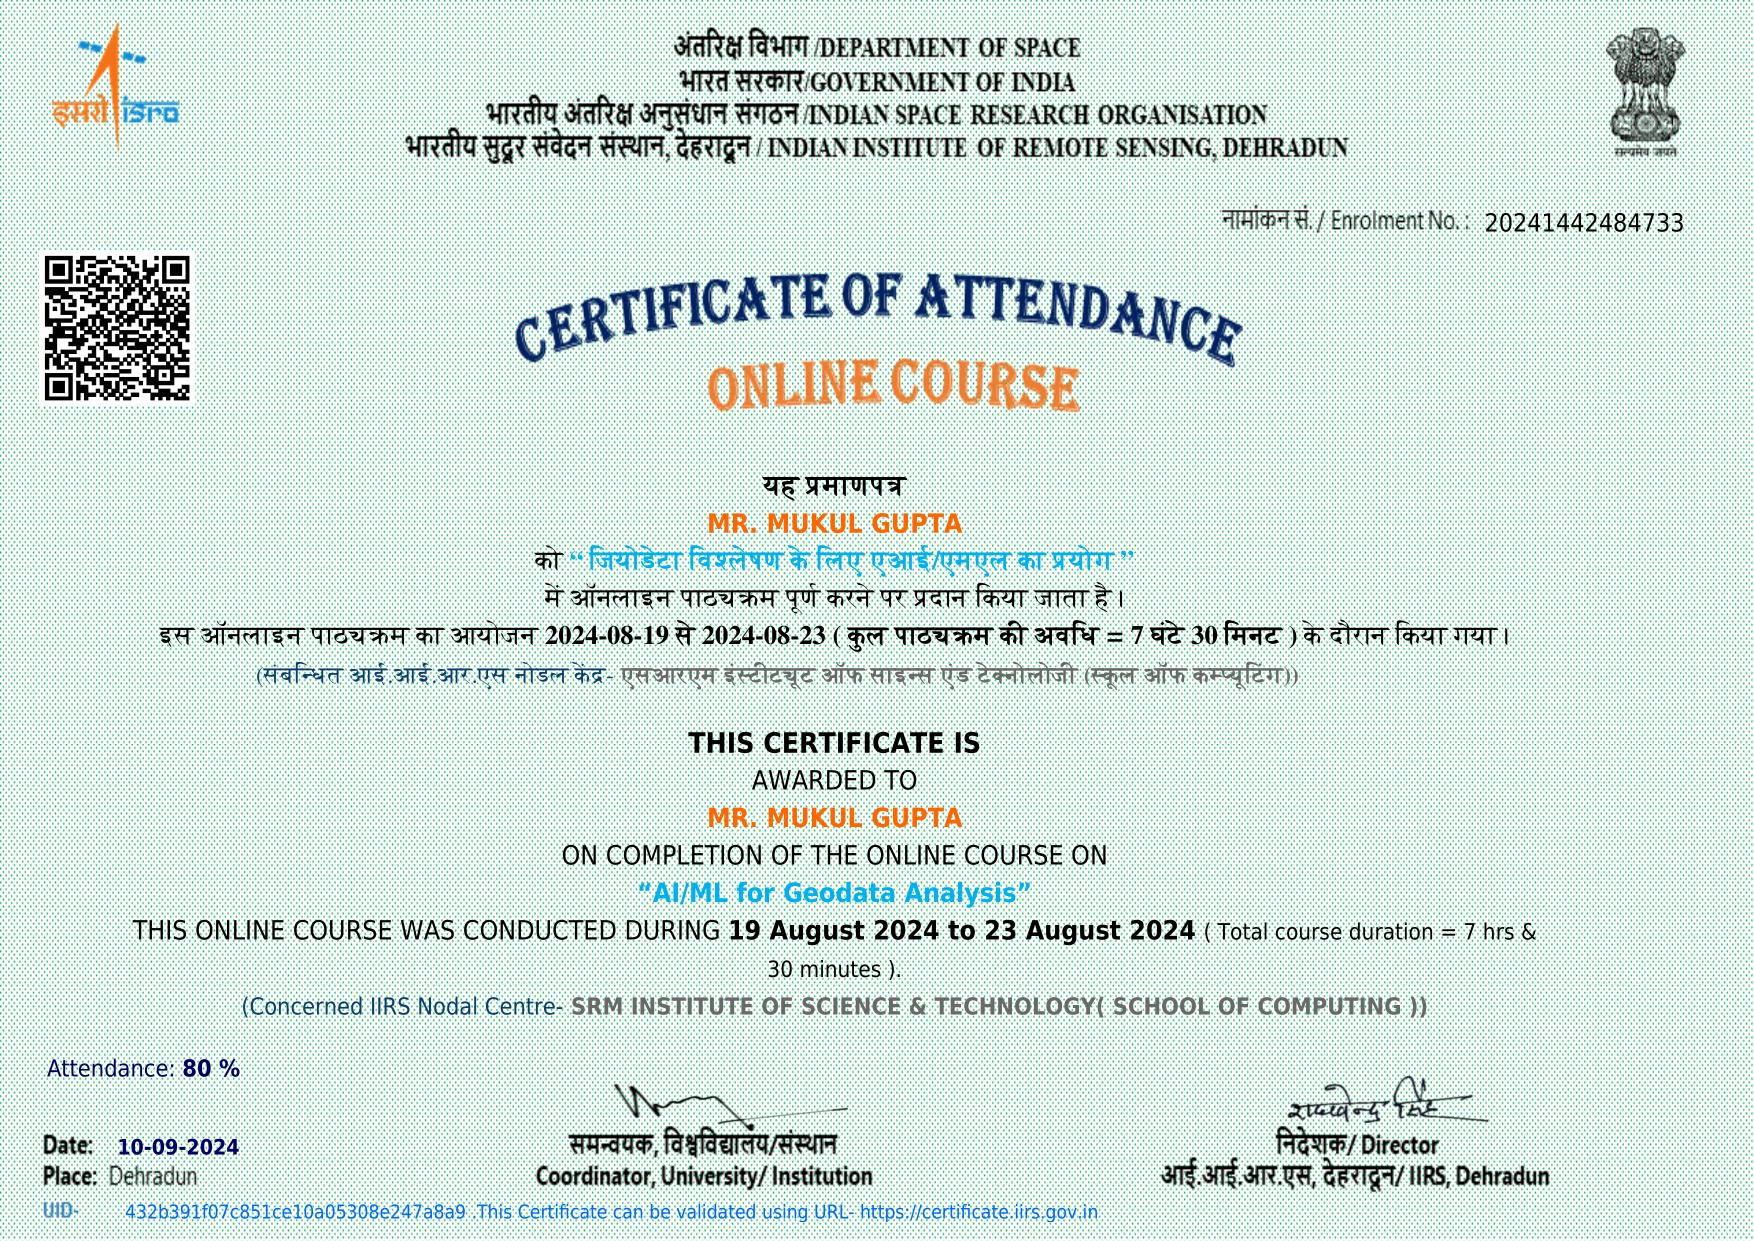 इसरो isro
अंतरिक्ष विभाग /DEPARTMENT OF SPACE
भारत सरकार/GOVERNMENT OF INDIA
भारतीय अंतरिक्ष अनुसंधान संगठन /INDIAN SPACE RESEARCH ORGANISATION
भारतीय सुदूर संवेदन संस्थान, देहरादून / INDIAN INSTITUTE OF REMOTE SENSING, DEHRADUN
सत्यमेव जयते
नामांकन सं. / Enrolment No. : 20241442484733
CERTIFICATE OF ATTENDANCE
ONLINE COURSE
यह प्रमाणपत्र
MR. MUKUL GUPTA
को “ जियोडेटा विश्लेषण के लिए एआई/एमएल का प्रयोग ”
में ऑनलाइन पाठ्यक्रम पूर्ण करने पर प्रदान किया जाता है।
इस ऑनलाइन पाठ्यक्रम का आयोजन 2024-08-19 से 2024-08-23 ( कुल पाठ्यक्रम की अवधि = 7 घंटे 30 मिनट ) के दौरान किया गया।
(संबन्धित आई.आई.आर.एस नोडल केंद्र- एसआरएम इंस्टीट्यूट ऑफ साइन्स एंड टेक्नोलोजी (स्कूल ऑफ कम्प्यूटिंग))
THIS CERTIFICATE IS
AWARDED TO
MR. MUKUL GUPTA
ON COMPLETION OF THE ONLINE COURSE ON
“AI/ML for Geodata Analysis”
THIS ONLINE COURSE WAS CONDUCTED DURING 19 August 2024 to 23 August 2024 ( Total course duration = 7 hrs &
30 minutes ).
(Concerned IIRS Nodal Centre- SRM INSTITUTE OF SCIENCE & TECHNOLOGY( SCHOOL OF COMPUTING ))
Attendance: 80 %
Date: 10-09-2024
Place: Dehradun
समन्वयक, विश्वविद्यालय/संस्थान
Coordinator, University/ Institution
निदेशक/ Director
आई.आई.आर.एस, देहरादून/ IIRS, Dehradun
UID- 432b391f07c851ce10a05308e247a8a9 .This Certificate can be validated using URL- https://certificate.iirs.gov.in